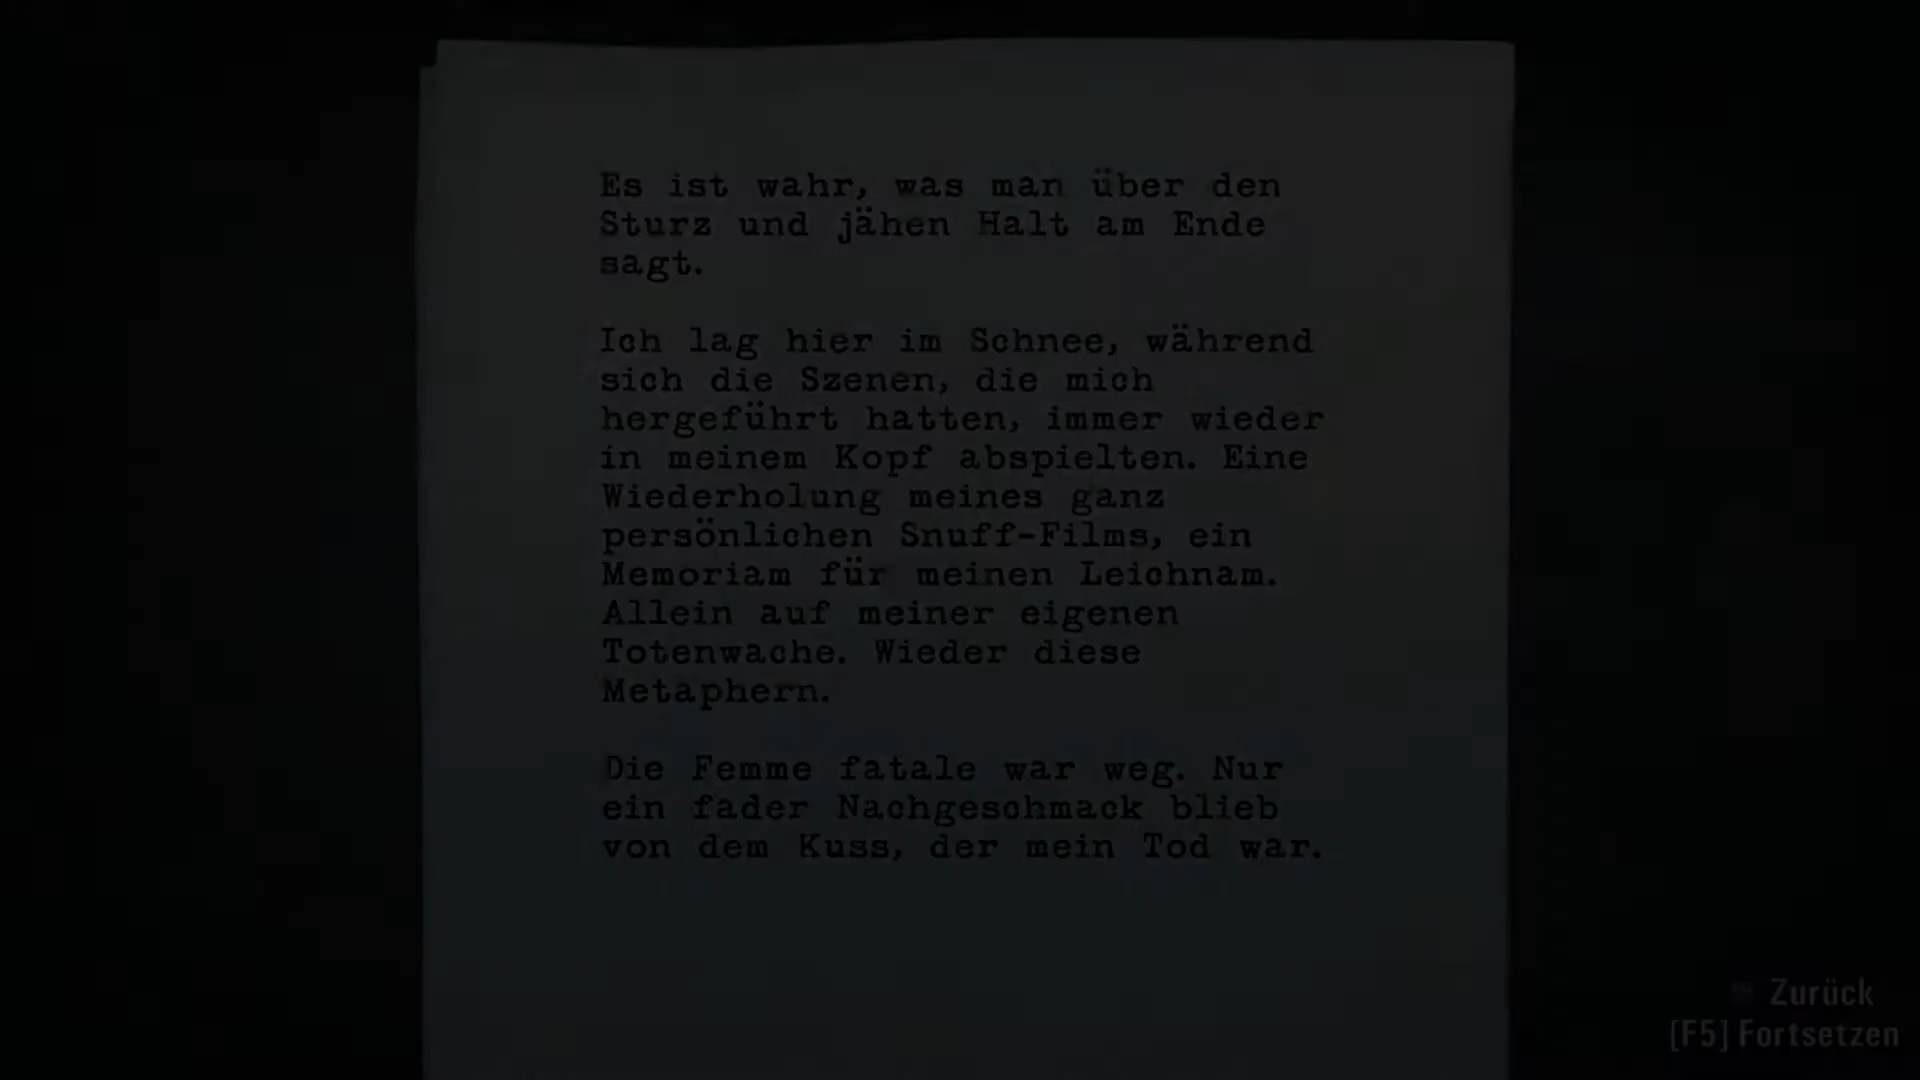 Es ist wahr, was man über den
Sturz und jähen Halt am Ende
sagt.
Ich lag hier im Schnee, während
sich die Szenen, die mich
hergeführt hatten, immer wieder
in meinem Kopf abspielten. Eine
Wiederholung meines ganz
persönlichen Snuff-Films, ein
Memoriam für meinen Leichnam.
Allein auf meiner eigenen
Totenwache. Wieder diese
Metaphern.
Die Femme fatale war weg. Nur
ein fader Nachgeschmack blieb
von dem Kuss, der mein Tod war.
Zurück
[F5] Fortsetzen